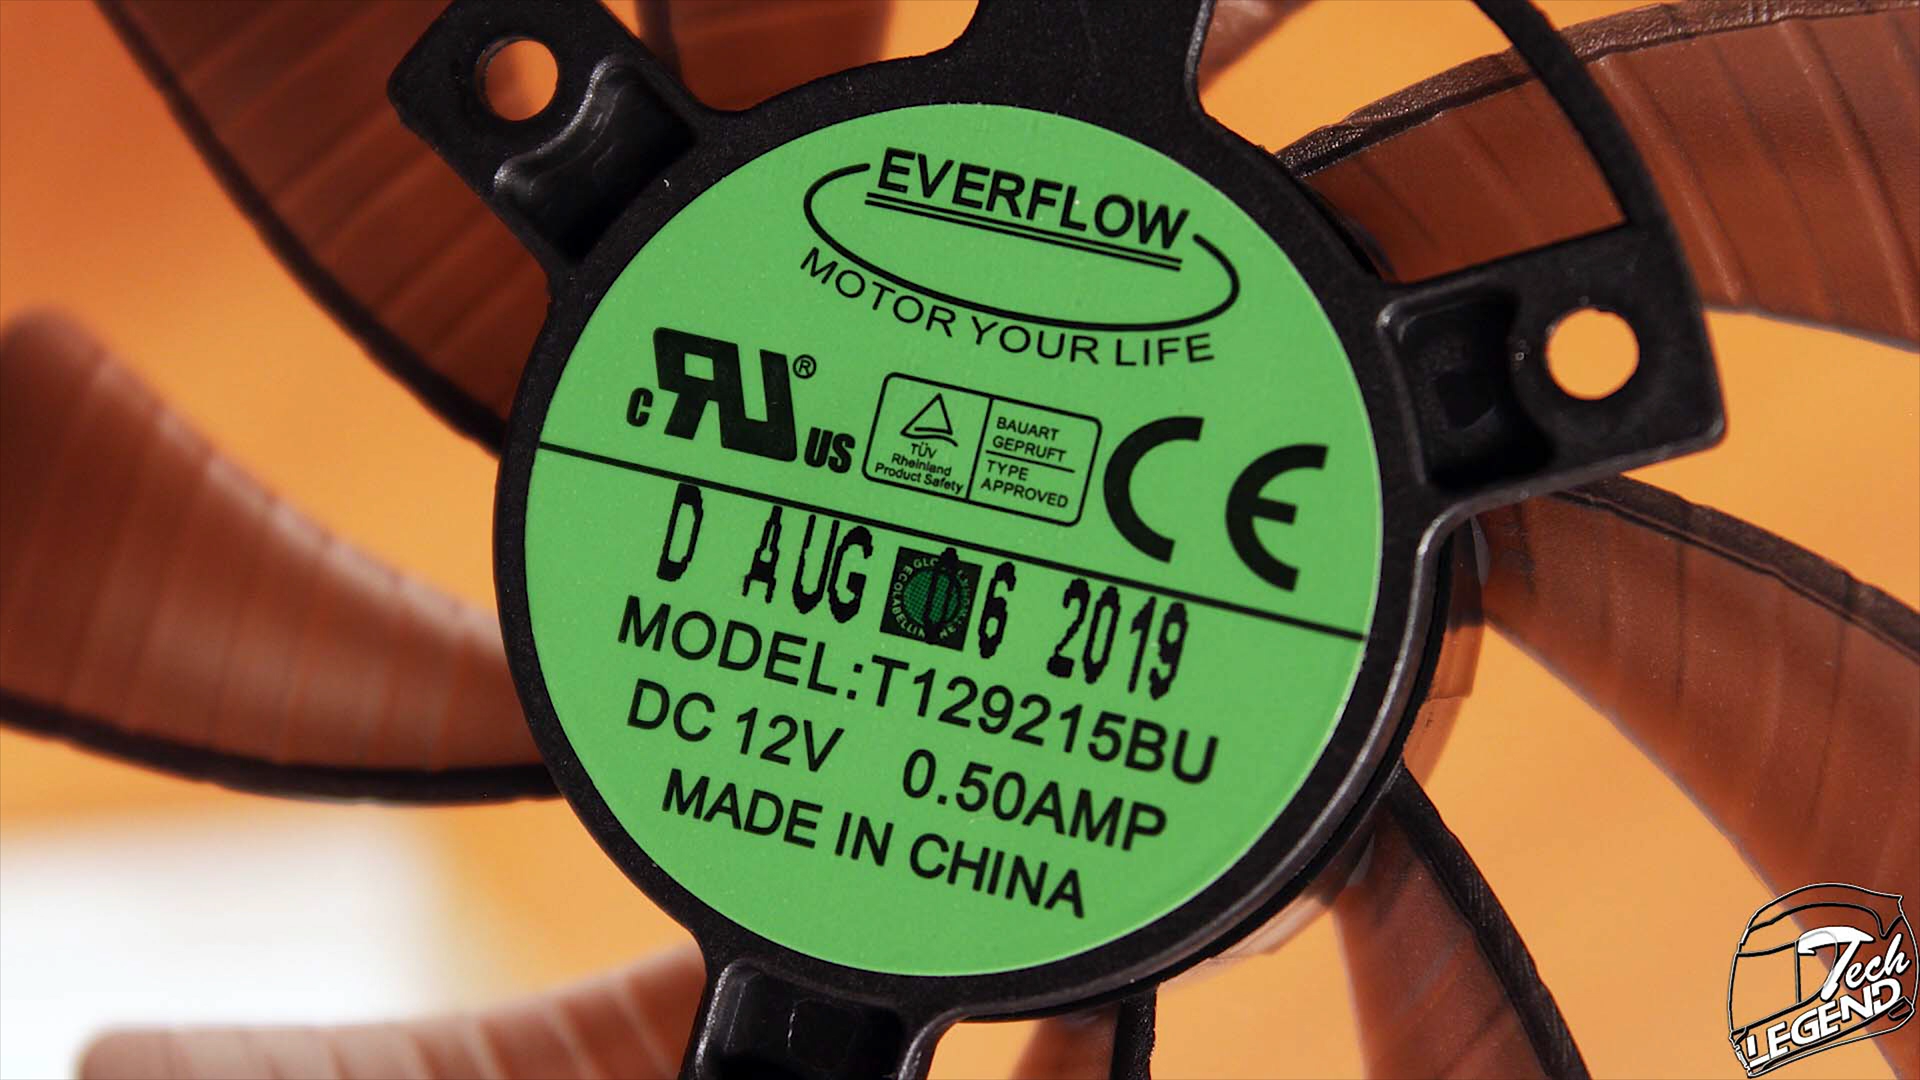 EVERFLOW
MOTOR YOUR LIFE
c RU ® US
TÜV
Rheinland
Product Safety
BAUART
GEPRUFT
TYPE
APPROVED
CE
D AUG 6 2019
MODEL:T129215BU
DC 12V 0.50AMP
MADE IN CHINA
Tech
LEGEND